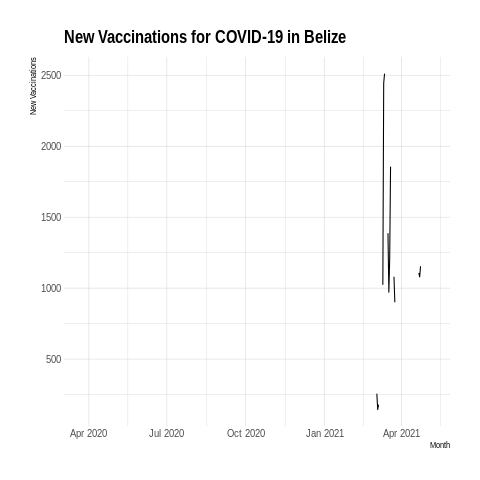 New Vaccinations for COVID-19 in Belize
New Vaccinations
2500
2000
1500
1000
500
Apr 2020 Jul 2020 Oct 2020 Jan 2021 Apr 2021
Month